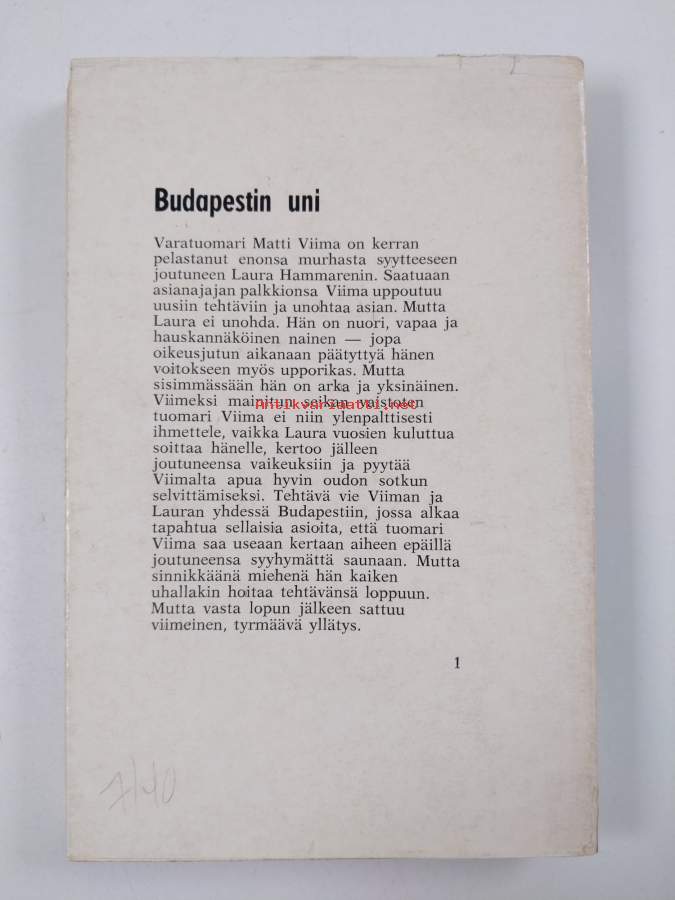 Budapestin uni
Varatuomari Matti Viima on kerran
pelastanut enonsa murhasta syytteeseen
joutuneen Laura Hammarenin. Saatuaan
asianajajan palkkionsa Viima uppoutuu
uusiin tehtäviin ja unohtaa asian. Mutta
Laura ei unohda. Hän on nuori, vapaa ja
hauskannäköinen nainen — jopa
oikeusjutun aikanaan päätyttyä hänen
voitokseen myös upporikas. Mutta
sisimmässään hän on arka ja yksinäinen.
Viimeksi mainitun seikan vaistoten
Antikvariaatti.net
tuomari Viima ei niin ylenpalttisesti
ihmettele, vaikka Laura vuosien kuluttua
soittaa hänelle, kertoo jälleen
joutuneensa vaikeuksiin ja pyytää
Viimalta apua hyvin oudon sotkun
selvittämiseksi. Tehtävä vie Viiman ja
Lauran yhdessä Budapestiin, jossa alkaa
tapahtua sellaisia asioita, että tuomari
Viima saa useaan kertaan aiheen epäillä
joutuneensa syyhymättä saunaan. Mutta
sinnikkäänä miehenä hän kaiken
uhallakin hoitaa tehtävänsä loppuun.
Mutta vasta lopun jälkeen sattuu
viimeinen, tyrmäävä yllätys.
1